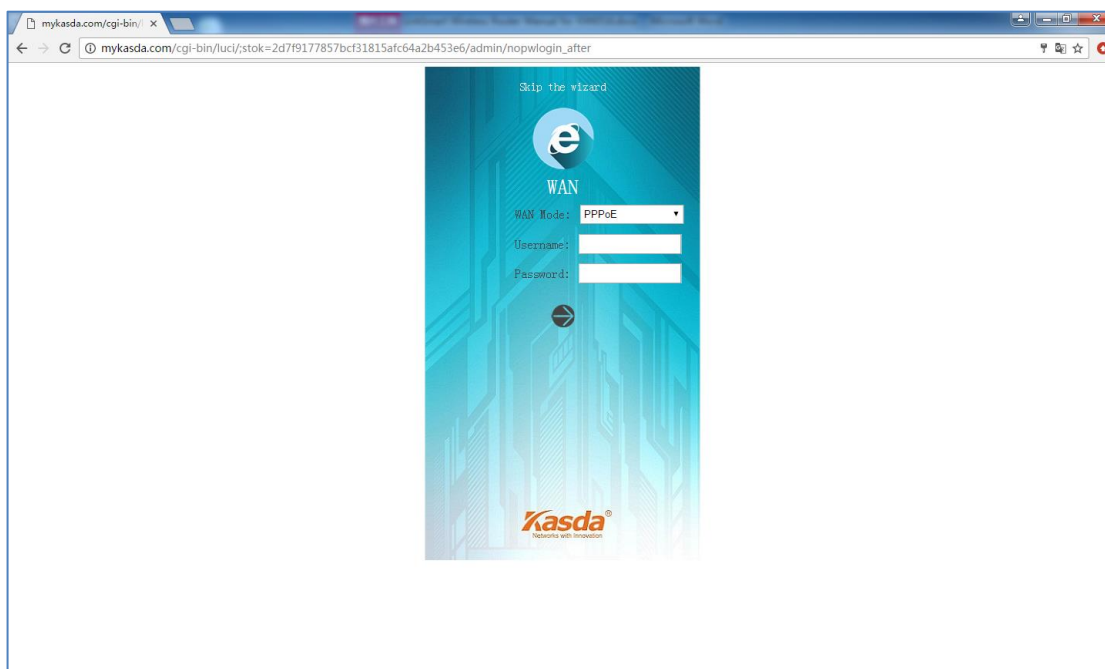 mykasda.com/cgi-bin/
mykasda.com/cgi-bin/luci/;stok=2d7f9177857bcf31815afc64a2b453e6/admin/nopwlogin_after
Skip the wizard
WAN
WAN Mode: PPPoE
Username:
Password:
Kasda®
Networks with Innovation